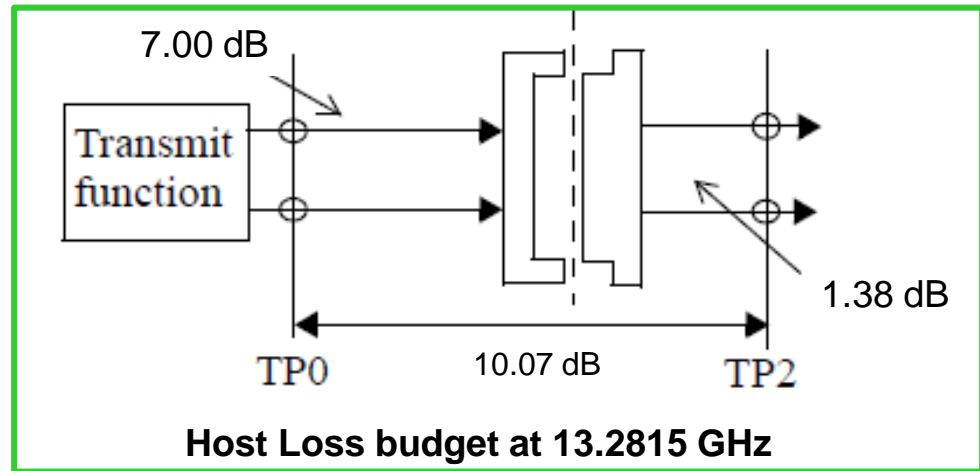 7.00 dB
Transmit
function
1.38 dB
10.07 dB
TP0
TP2
Host Loss budget at 13.2815 GHz